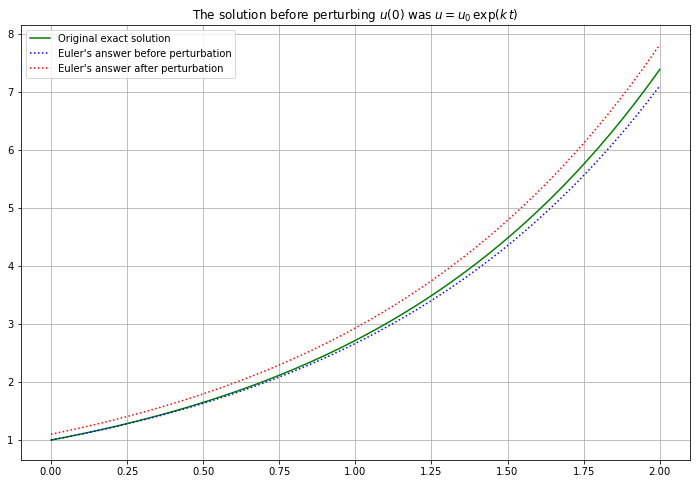 The solution before perturbing u(0) was u = u₀ exp(k t)
Original exact solution
Euler's answer before perturbation
Euler's answer after perturbation
8
7
6
5
4
3
2
1
0.00 0.25 0.50 0.75 1.00 1.25 1.50 1.75 2.00